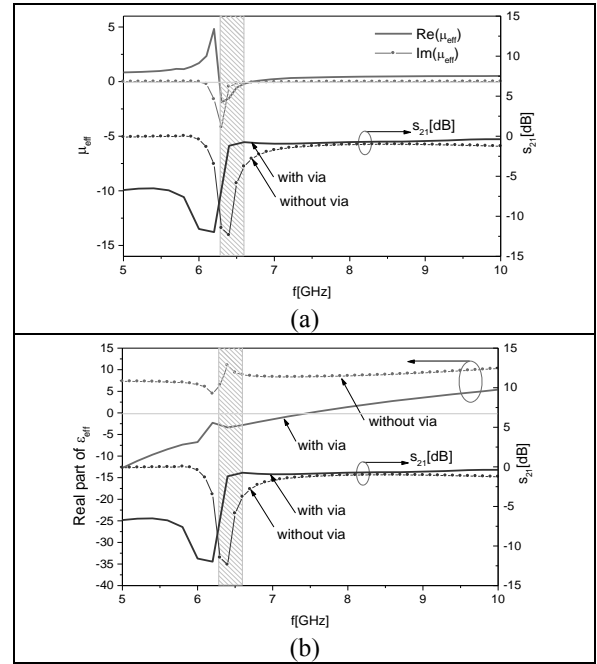 5
0
-5
-10
-15
μeff
Re(μeff)
Im(μeff)
s21[dB]
with via
without via
15
10
5
0
-5
-10
-15
s21[dB]
5 6 7 8 9 10
f[GHz]
(a)
15
10
5
0
-5
-10
-15
-20
-25
-30
-35
-40
Real part of εeff
without via
with via
s21[dB]
with via
without via
15
10
5
0
-5
-10
-15
s21[dB]
5 6 7 8 9 10
f[GHz]
(b)